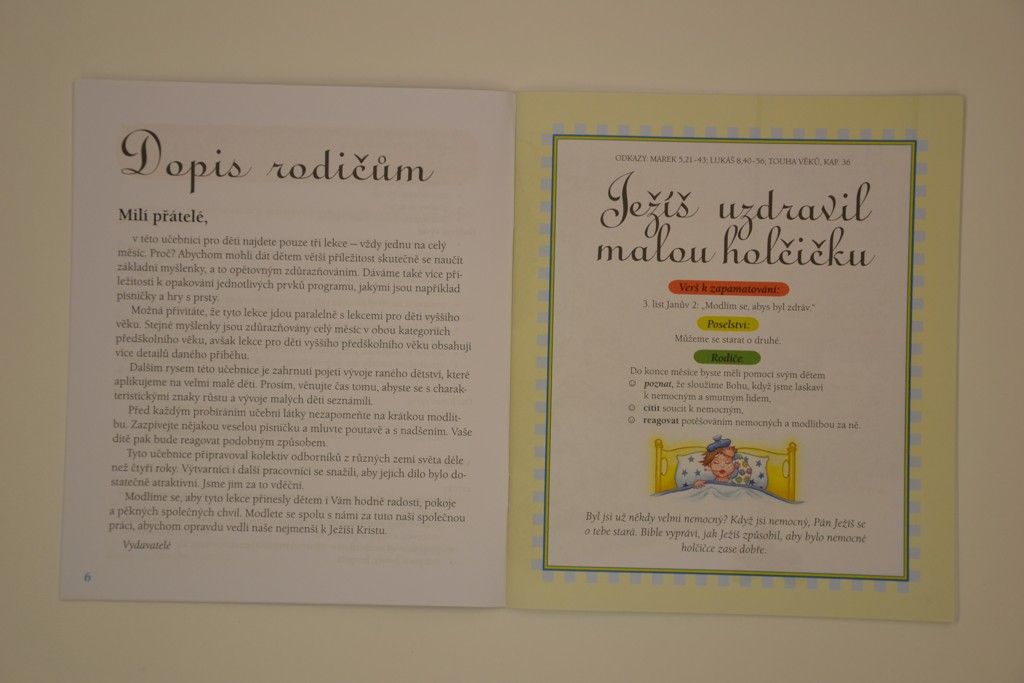 Dopis rodičům
Milí přátelé,
v této učebnici pro děti najdete pouze tři lekce – vždy jednu na celý
měsíc. Proč? Abychom mohli dát dětem větší příležitost skutečně se naučit
základní myšlenky, a to opětovným zdůrazňováním. Dáváme také více pří-
ležitostí k opakování jednotlivých prvků programu, jakými jsou například
písničky a hry s prsty.
Možná přivítáte, že tyto lekce jdou paralelně s lekcemi pro děti vyššího
věku. Stejné myšlenky jsou zdůrazňovány celý měsíc v obou kategoriích
předškolního věku, avšak lekce pro děti vyššího předškolního věku obsahují
více detailů daného příběhu.
Dalším rysem této učebnice je zahrnutí pojetí vývoje raného dětství, které
aplikujeme na velmi malé děti. Prosím, věnujte čas tomu, abyste se s charak-
teristickými znaky růstu a vývoje malých dětí seznámili.
Před každým probíráním učební látky nezapomeňte na krátkou modlit-
bu. Zazpívejte nějakou veselou písničku a mluvte poutavě a s nadšením. Vaše
dítě pak bude reagovat podobným způsobem.
Tyto učebnice připravoval kolektiv odborníků z různých zemí světa déle
než čtyři roky. Výtvarníci i další pracovníci se snažili, aby jejich dílo bylo do-
statečně atraktivní. Jsme jim za to vděční.
Modlíme se, aby tyto lekce přinesly dětem i Vám hodně radosti, pokoje
a pěkných společných chvil. Modlete se spolu s námi za tuto naši společnou
práci, abychom opravdu vedli naše nejmenší k Ježíši Kristu.
Vydavatelé
6
ODKAZY: MAREK 5,21–43; LUKÁŠ 8,40–56; TOUHA VĚKŮ, KAP. 36
Ježíš uzdravil
malou holčičku
Verš k zapamatování:
3. list Janův 2: „Modlím se, abys byl zdráv.“
Poselství:
Můžeme se starat o druhé.
Rodiče
Do konce měsíce byste měli pomoci svým dětem
☺ poznat, že sloužíme Bohu, když jsme laskaví
k nemocným a smutným lidem,
☺ cítit soucit k nemocným,
☺ reagovat potěšováním nemocných a modlitbou za ně.
Byl jsi už někdy velmi nemocný? Když jsi nemocný, Pán Ježíš se
o tebe stará. Bible vypráví, jak Ježíš způsobil, aby bylo nemocné
holčičce zase dobře.